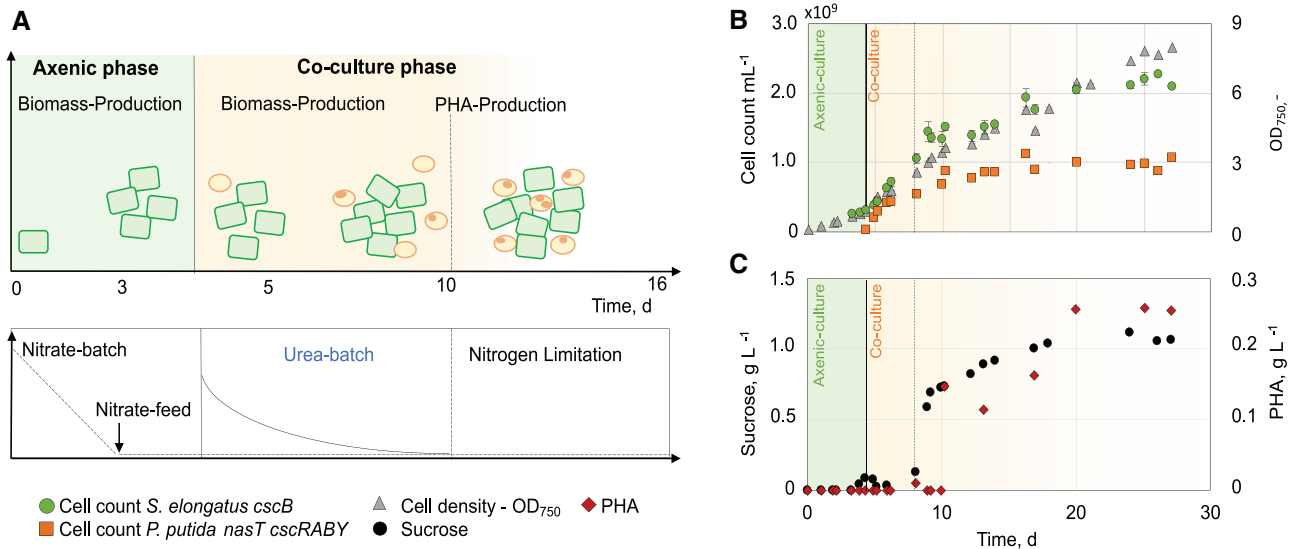 A
Axenic phase
Co-culture phase
Biomass-Production
Biomass-Production
PHA-Production
0
3
5
10
16
Time, d
Nitrate-batch
Urea-batch
Nitrogen Limitation
Nitrate-feed
Cell count S. elongatus cscB
Cell density - OD750
PHA
Cell count P. putida nasT cscRABY
Sucrose
B
x10⁹
3.0
2.0
1.0
0
Cell count mL⁻¹
Axenic-culture
Co-culture
9
6
3
0
OD750,-
C
1.5
1.0
0.5
0
Sucrose, g L⁻¹
Axenic-culture
Co-culture
0.3
0.2
0.1
0
PHA, g L⁻¹
0
10
20
30
Time, d